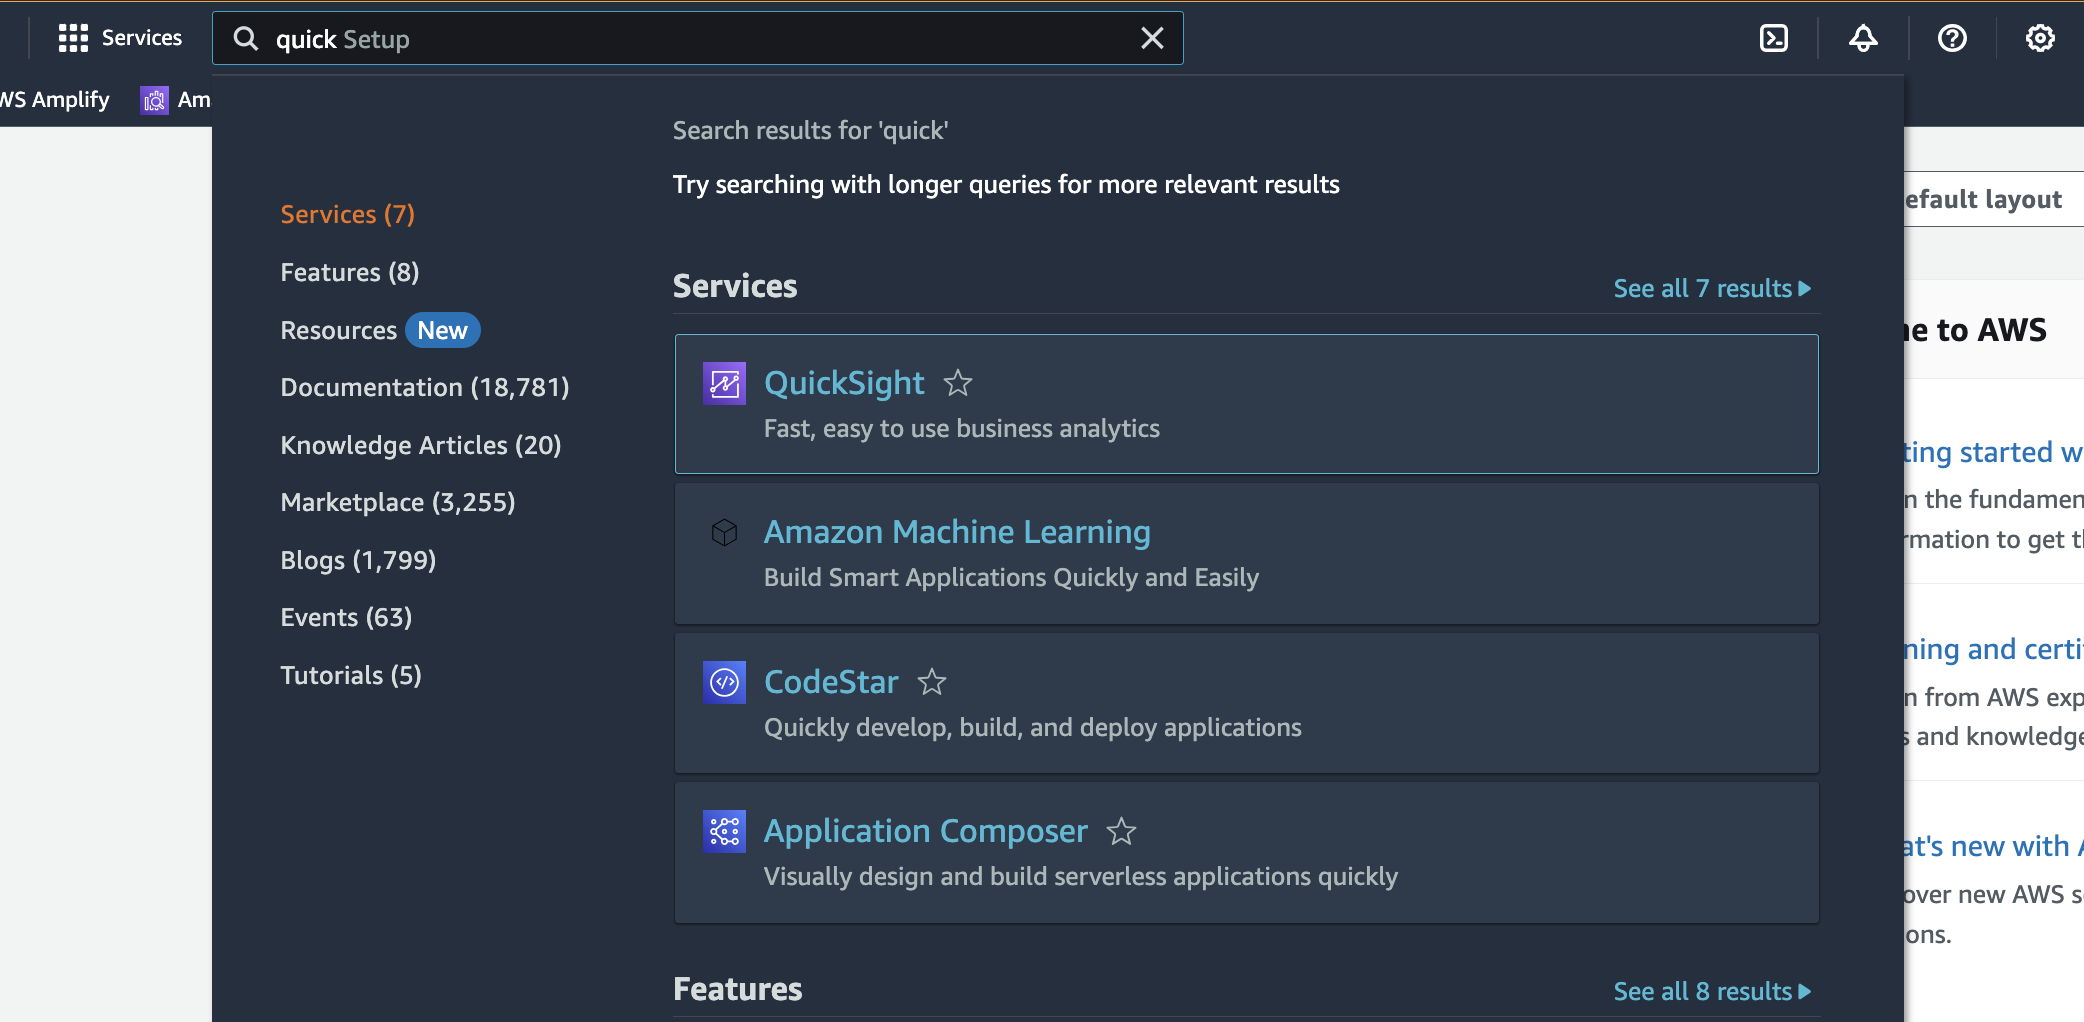 Services
quick Setup
WS Amplify
Am
Search results for 'quick'
Try searching with longer queries for more relevant results
Services (7)
Features (8)
Resources New
Documentation (18,781)
Knowledge Articles (20)
Marketplace (3,255)
Blogs (1,799)
Events (63)
Tutorials (5)
Services
See all 7 results
QuickSight
Fast, easy to use business analytics
Amazon Machine Learning
Build Smart Applications Quickly and Easily
CodeStar
Quickly develop, build, and deploy applications
Application Composer
Visually design and build serverless applications quickly
Features
See all 8 results
efault layout
ne to AWS
ting started w
n the fundamen
rmation to get t
ning and certi
n from AWS exp
s and knowledge
at's new with A
over new AWS s
ons.